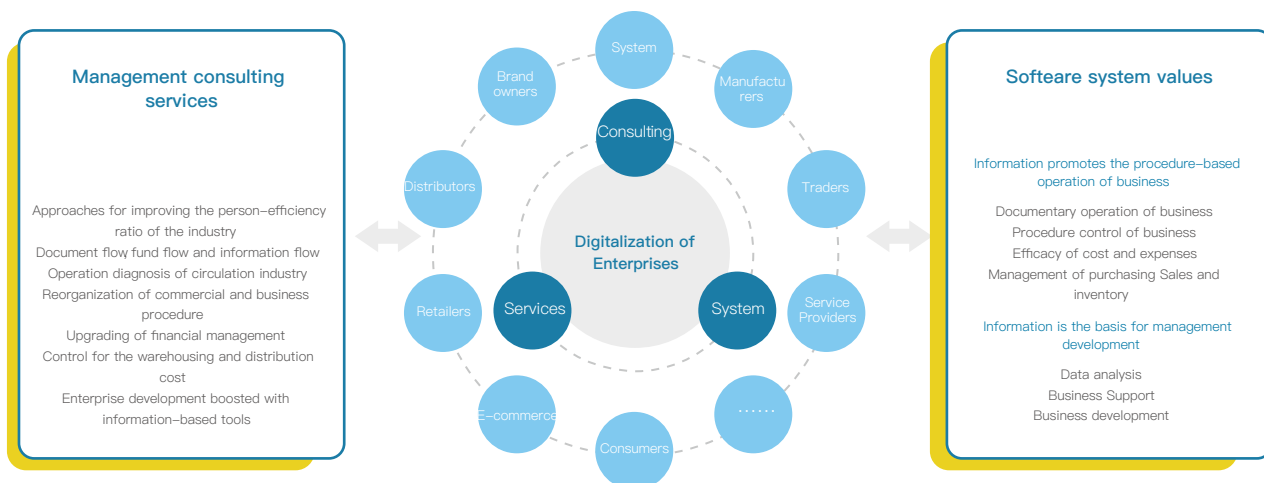 Management consulting
services
Approaches for improving the person-efficiency
ratio of the industry
Document flow, fund flow and information flow
Operation diagnosis of circulation industry
Reorganization of commercial and business
procedure
Upgrading of financial management
Control for the warehousing and distribution
cost
Enterprise development boosted with
information-based tools
System
Brand
owners
Manufactu
rers
Consulting
Distributors
Traders
Digitalization of
Enterprises
Retailers
Services
System
Service
Providers
E-commerce
......
Consumers
Softeare system values
Information promotes the procedure-based
operation of business
Documentary operation of business
Procedure control of business
Efficacy of cost and expenses
Management of purchasing Sales and
inventory
Information is the basis for management
development
Data analysis
Business Support
Business development